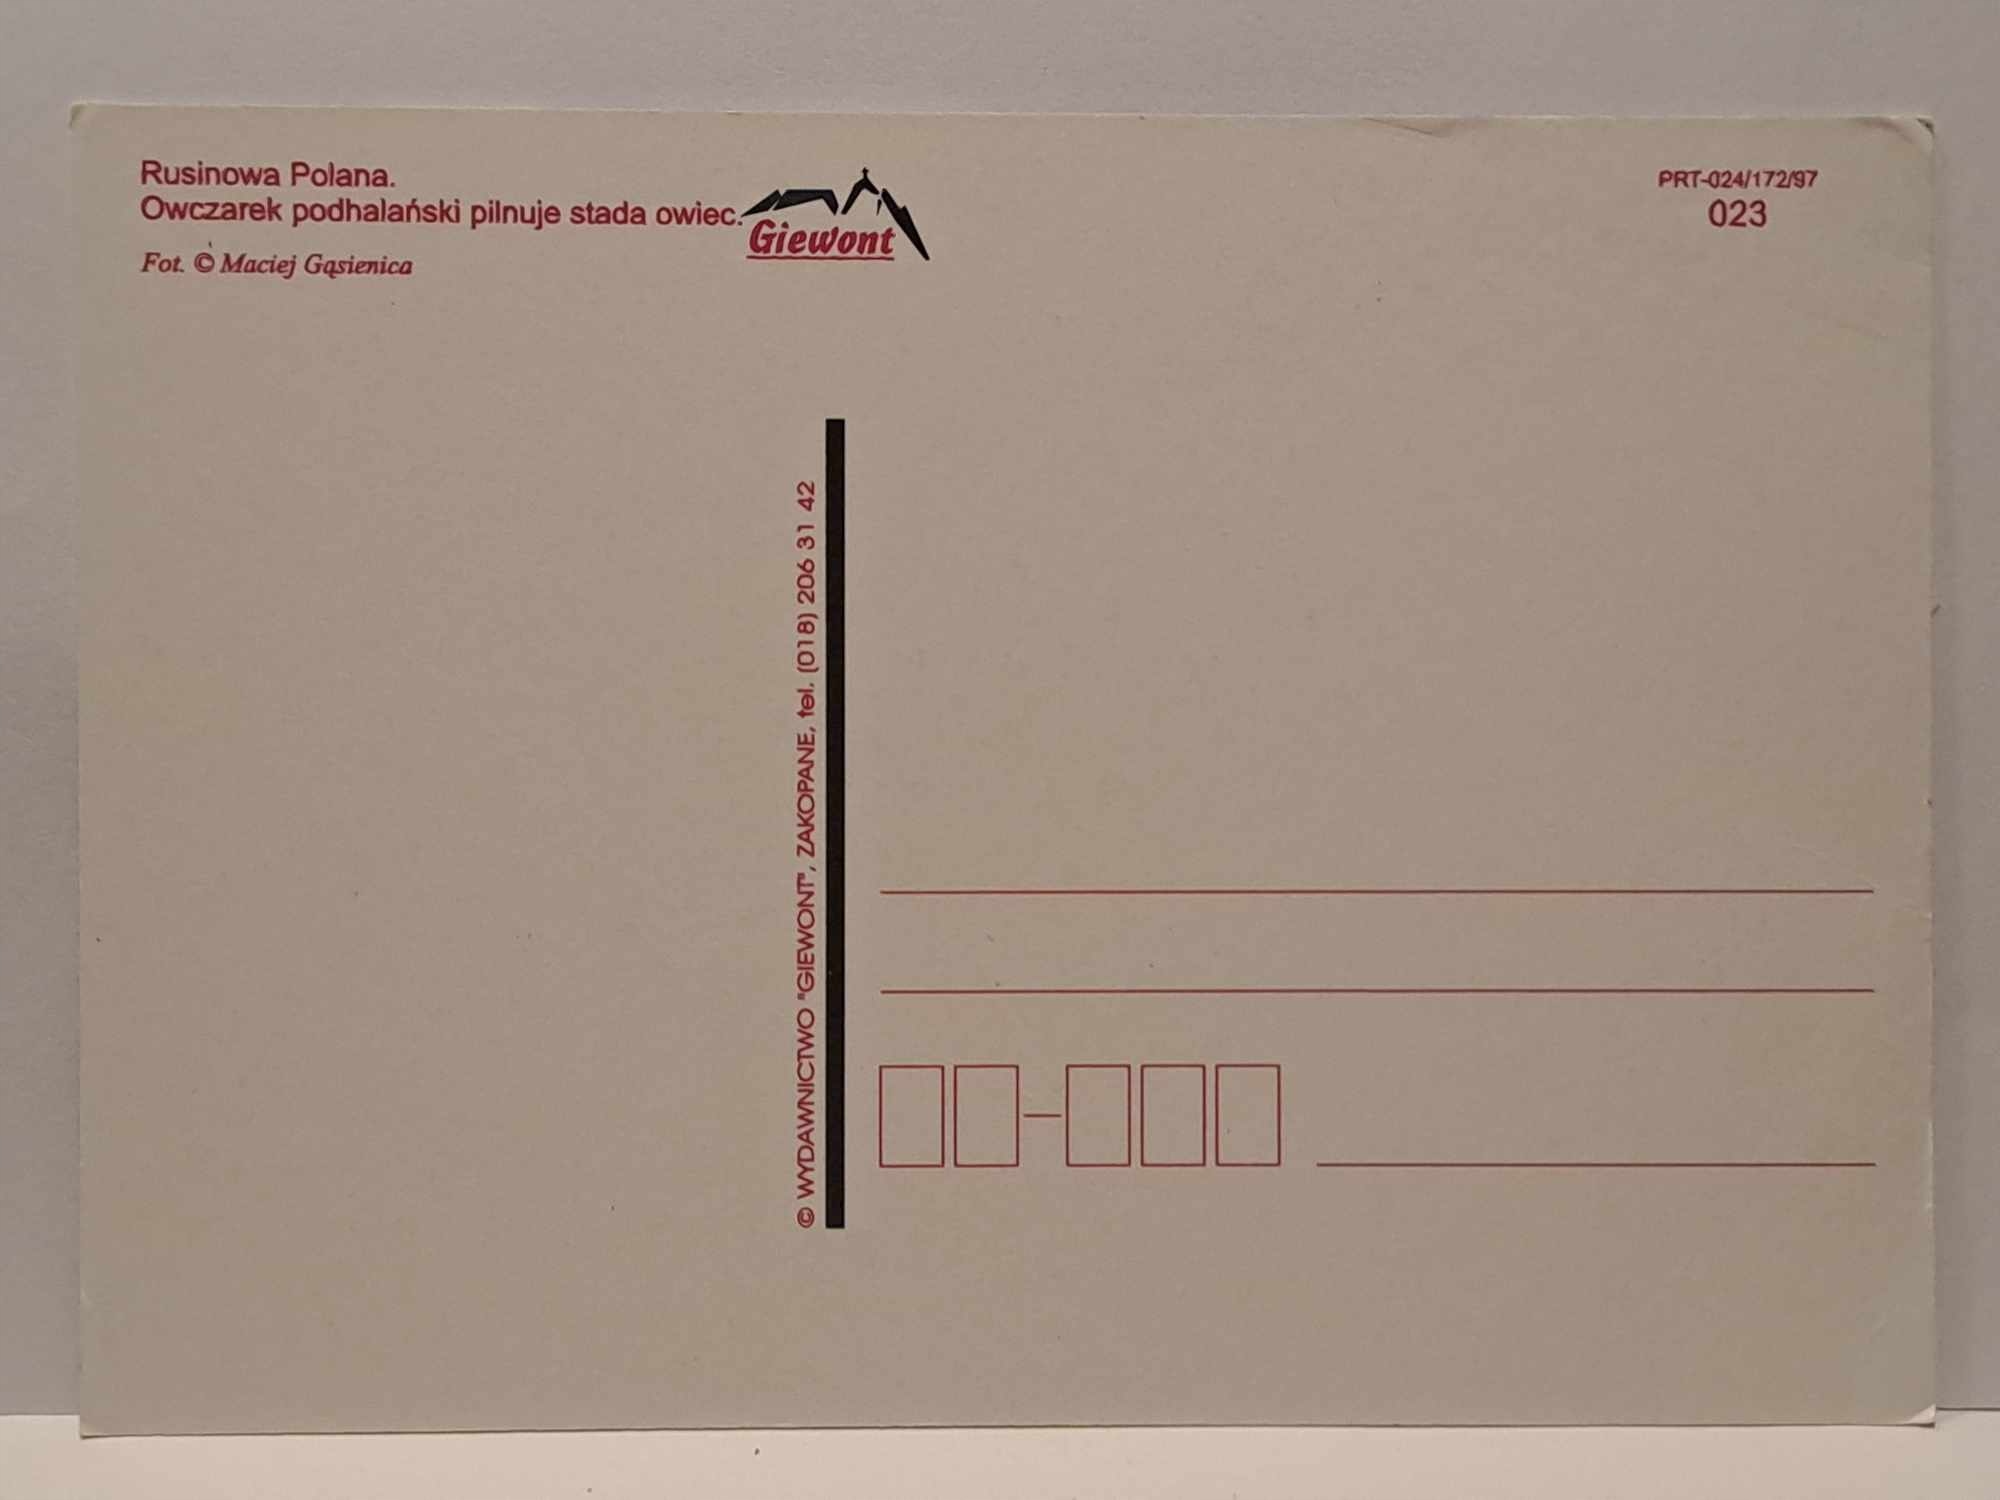 Rusinowa Polana.
Owczarek podhalański pilnuje stada owiec.
Fot. © Maciej Gąsienica
Giewont
PRT-024/172/97
023
© WYDAWNICTWO "GIEWONT", ZAKOPANE, tel. (018) 206 31 42